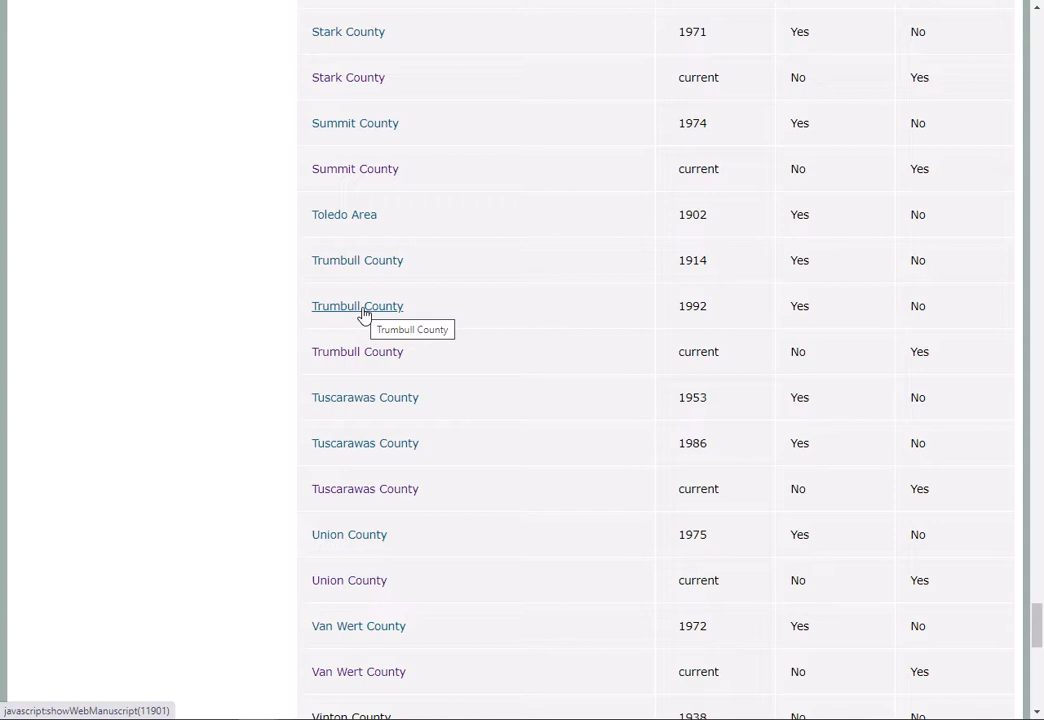 Stark County 1971 Yes No
Stark County current No Yes
Summit County 1974 Yes No
Summit County current No Yes
Toledo Area 1902 Yes No
Trumbull County 1914 Yes No
Trumbull County 1992 Yes No
Trumbull County
Trumbull County current No Yes
Tuscarawas County 1953 Yes No
Tuscarawas County 1986 Yes No
Tuscarawas County current No Yes
Union County 1975 Yes No
Union County current No Yes
Van Wert County 1972 Yes No
Van Wert County current No Yes
Vinton County 1938 No No
javascript:showWebManuscript(11901)